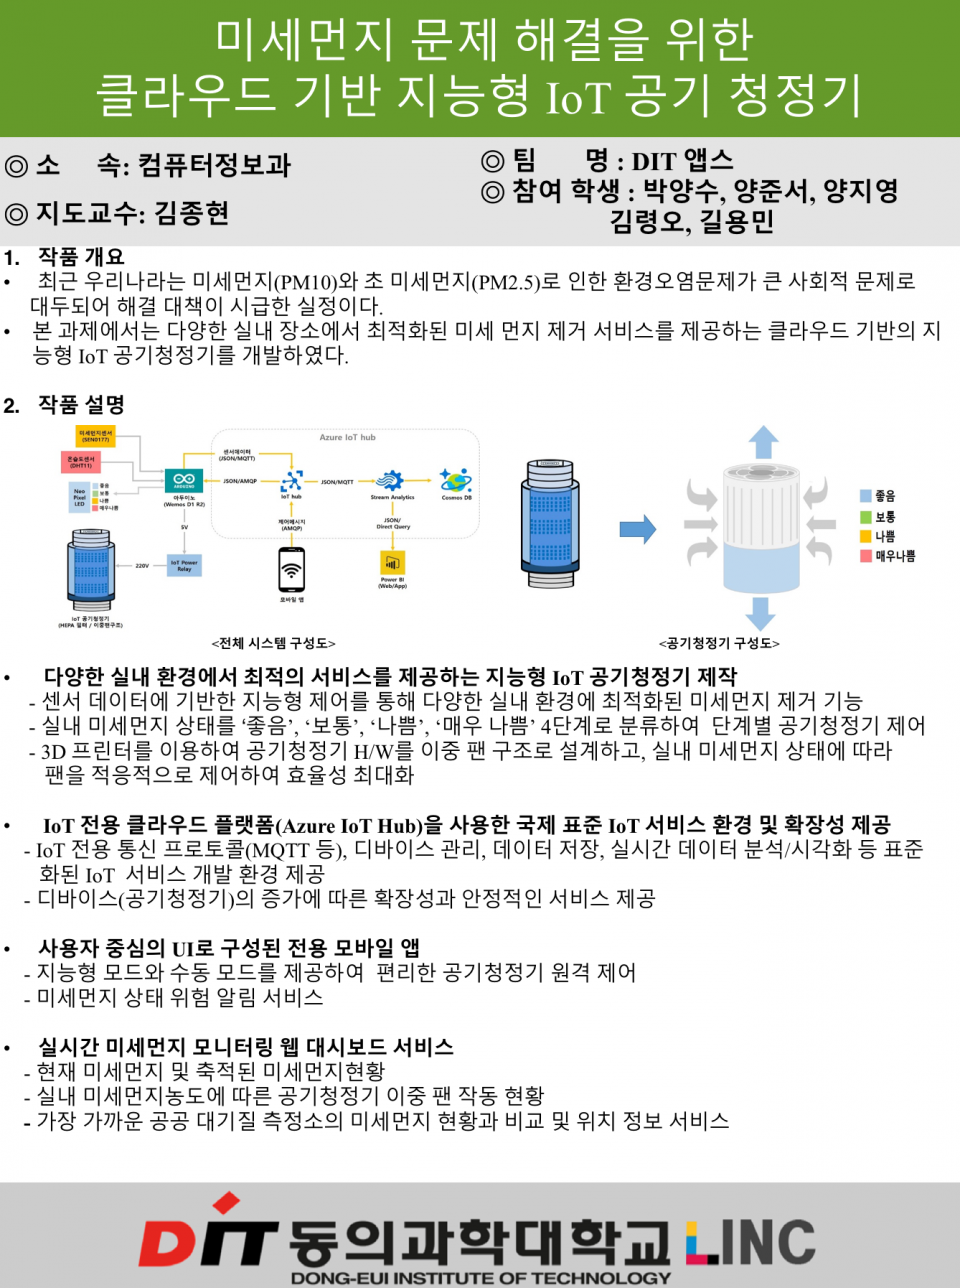 미세먼지 문제 해결을 위한
클라우드 기반 지능형 IoT 공기 청정기
◎ 소 속: 컴퓨터정보과
◎ 지도교수: 김종현
◎ 팀 명 : DIT 앱스
◎ 참여 학생 : 박양수, 양준서, 양지영
김령오, 길용민
1. 작품 개요
• 최근 우리나라는 미세먼지(PM10)와 초 미세먼지(PM2.5)로 인한 환경오염문제가 큰 사회적 문제로
대두되어 해결 대책이 시급한 실정이다.
• 본 과제에서는 다양한 실내 장소에서 최적화된 미세 먼지 제거 서비스를 제공하는 클라우드 기반의 지
능형 IoT 공기청정기를 개발하였다.
2. 작품 설명
미세먼지센서
(SEN0177)
온습도센서
(DHT11)
Neo
Pixel
LED
좋음
보통
나쁨
매우나쁨
ARDUINO
아두이노
(Wemos D1 R2)
5V
IoT Power
Relay
220V
IoT 공기청정기
(HEPA 필터 / 이중팬구조)
Azure IoT hub
센서데이터
(JSON/MQTT)
JSON/AMQP
IoT hub
JSON/MQTT
Stream Analytics
Cosmos DB
제어메시지
(AMQP)
모바일 앱
JSON/
Direct Query
Power BI
(Web/App)
<전체 시스템 구성도>
좋음
보통
나쁨
매우나쁨
<공기청정기 구성도>
• 다양한 실내 환경에서 최적의 서비스를 제공하는 지능형 IoT 공기청정기 제작
- 센서 데이터에 기반한 지능형 제어를 통해 다양한 실내 환경에 최적화된 미세먼지 제거 기능
- 실내 미세먼지 상태를 ‘좋음’, ‘보통’, ‘나쁨’, ‘매우 나쁨’ 4단계로 분류하여 단계별 공기청정기 제어
- 3D 프린터를 이용하여 공기청정기 H/W를 이중 팬 구조로 설계하고, 실내 미세먼지 상태에 따라
팬을 적응적으로 제어하여 효율성 최대화
• IoT 전용 클라우드 플랫폼(Azure IoT Hub)을 사용한 국제 표준 IoT 서비스 환경 및 확장성 제공
- IoT 전용 통신 프로토콜(MQTT 등), 디바이스 관리, 데이터 저장, 실시간 데이터 분석/시각화 등 표준
화된 IoT 서비스 개발 환경 제공
- 디바이스(공기청정기)의 증가에 따른 확장성과 안정적인 서비스 제공
• 사용자 중심의 UI로 구성된 전용 모바일 앱
- 지능형 모드와 수동 모드를 제공하여 편리한 공기청정기 원격 제어
- 미세먼지 상태 위험 알림 서비스
• 실시간 미세먼지 모니터링 웹 대시보드 서비스
- 현재 미세먼지 및 축적된 미세먼지현황
- 실내 미세먼지농도에 따른 공기청정기 이중 팬 작동 현황
- 가장 가까운 공공 대기질 측정소의 미세먼지 현황과 비교 및 위치 정보 서비스
DIT 동의과학대학교 LINC
DONG-EUI INSTITUTE OF TECHNOLOGY